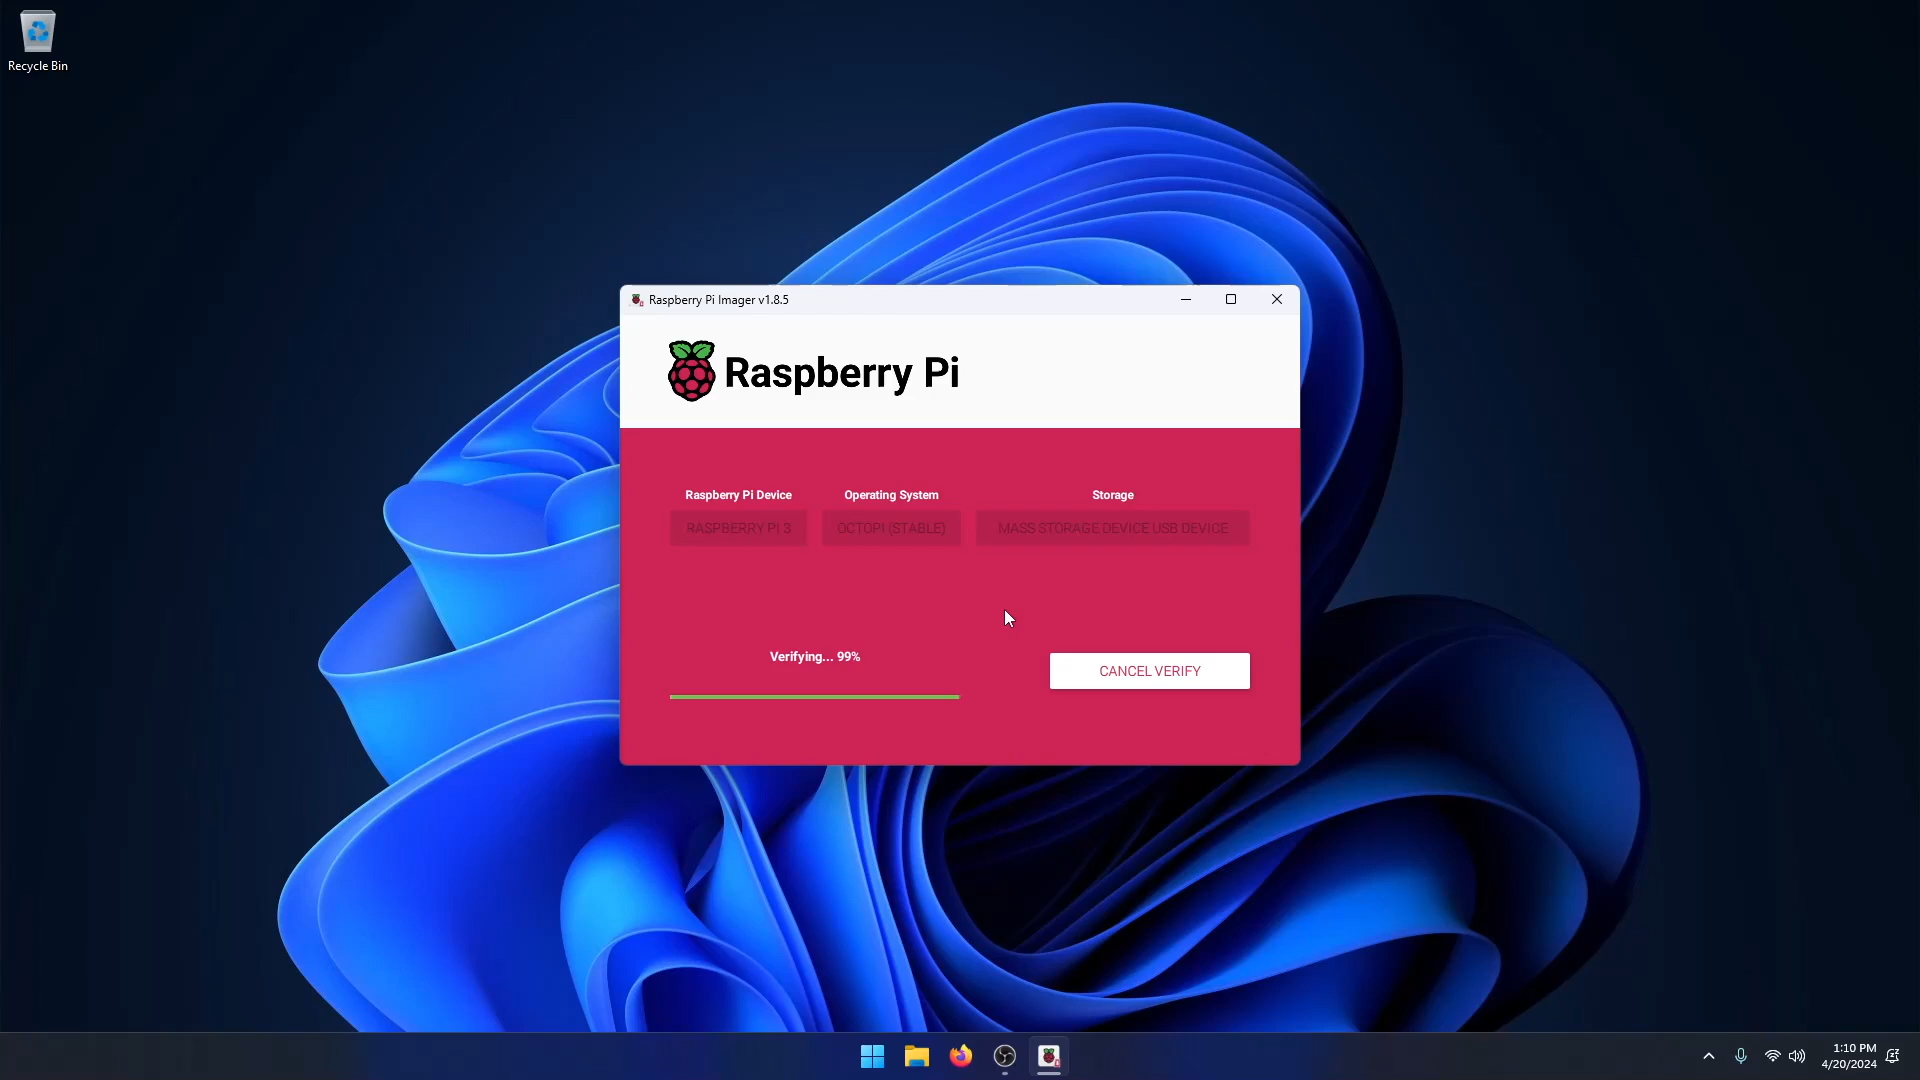 Recycle Bin
Raspberry Pi Imager v1.8.5
Raspberry Pi
Raspberry Pi Device
Operating System
Storage
RASPBERRY PI 3
OCTOPI (STABLE)
MASS STORAGE DEVICE USB DEVICE
Verifying... 99%
CANCEL VERIFY
1:10 PM
4/20/2024